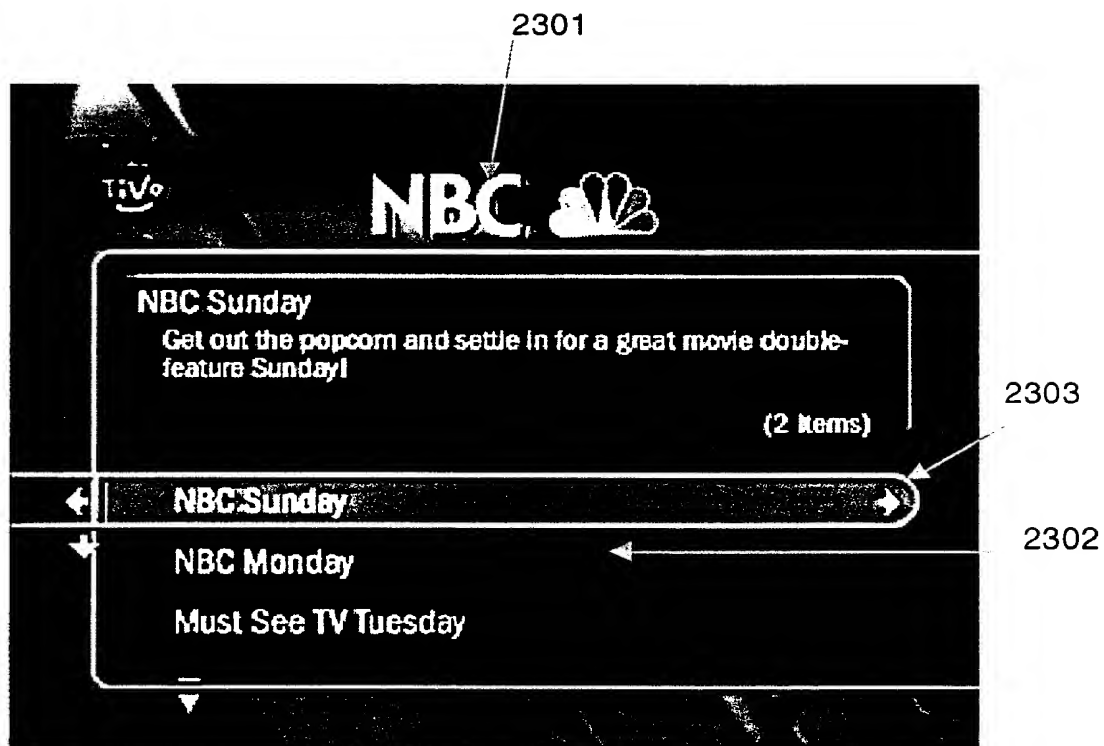 2301
TiVo
NBC
NBC Sunday
Get out the popcorn and settle in for a great movie double-
feature Sunday!
(2 items)
2303
NBC Sunday
2302
NBC Monday
Must See TV Tuesday